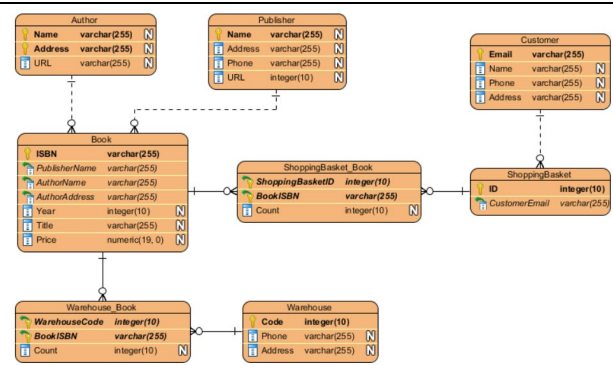 Author
Name varchar(255) N
Address varchar(255) N
URL varchar(255) N
Publisher
Name varchar(255) N
Address varchar(255) N
Phone varchar(255) N
URL integer(10) N
Customer
Email varchar(255)
Name varchar(255) N
Phone varchar(255) N
Address varchar(255) N
Book
ISBN varchar(255)
PublisherName varchar(255)
AuthorName varchar(255)
AuthorAddress varchar(255)
Year integer(10) N
Title varchar(255) N
Price numeric(19, 0) N
ShoppingBasket_Book
ShoppingBasketID integer(10)
BookISBN varchar(255)
Count integer(10) N
ShoppingBasket
ID integer(10)
CustomerEmail varchar(255)
Warehouse_Book
WarehouseCode integer(10)
BookISBN varchar(255)
Count integer(10) N
Warehouse
Code integer(10)
Phone varchar(255) N
Address varchar(255) N